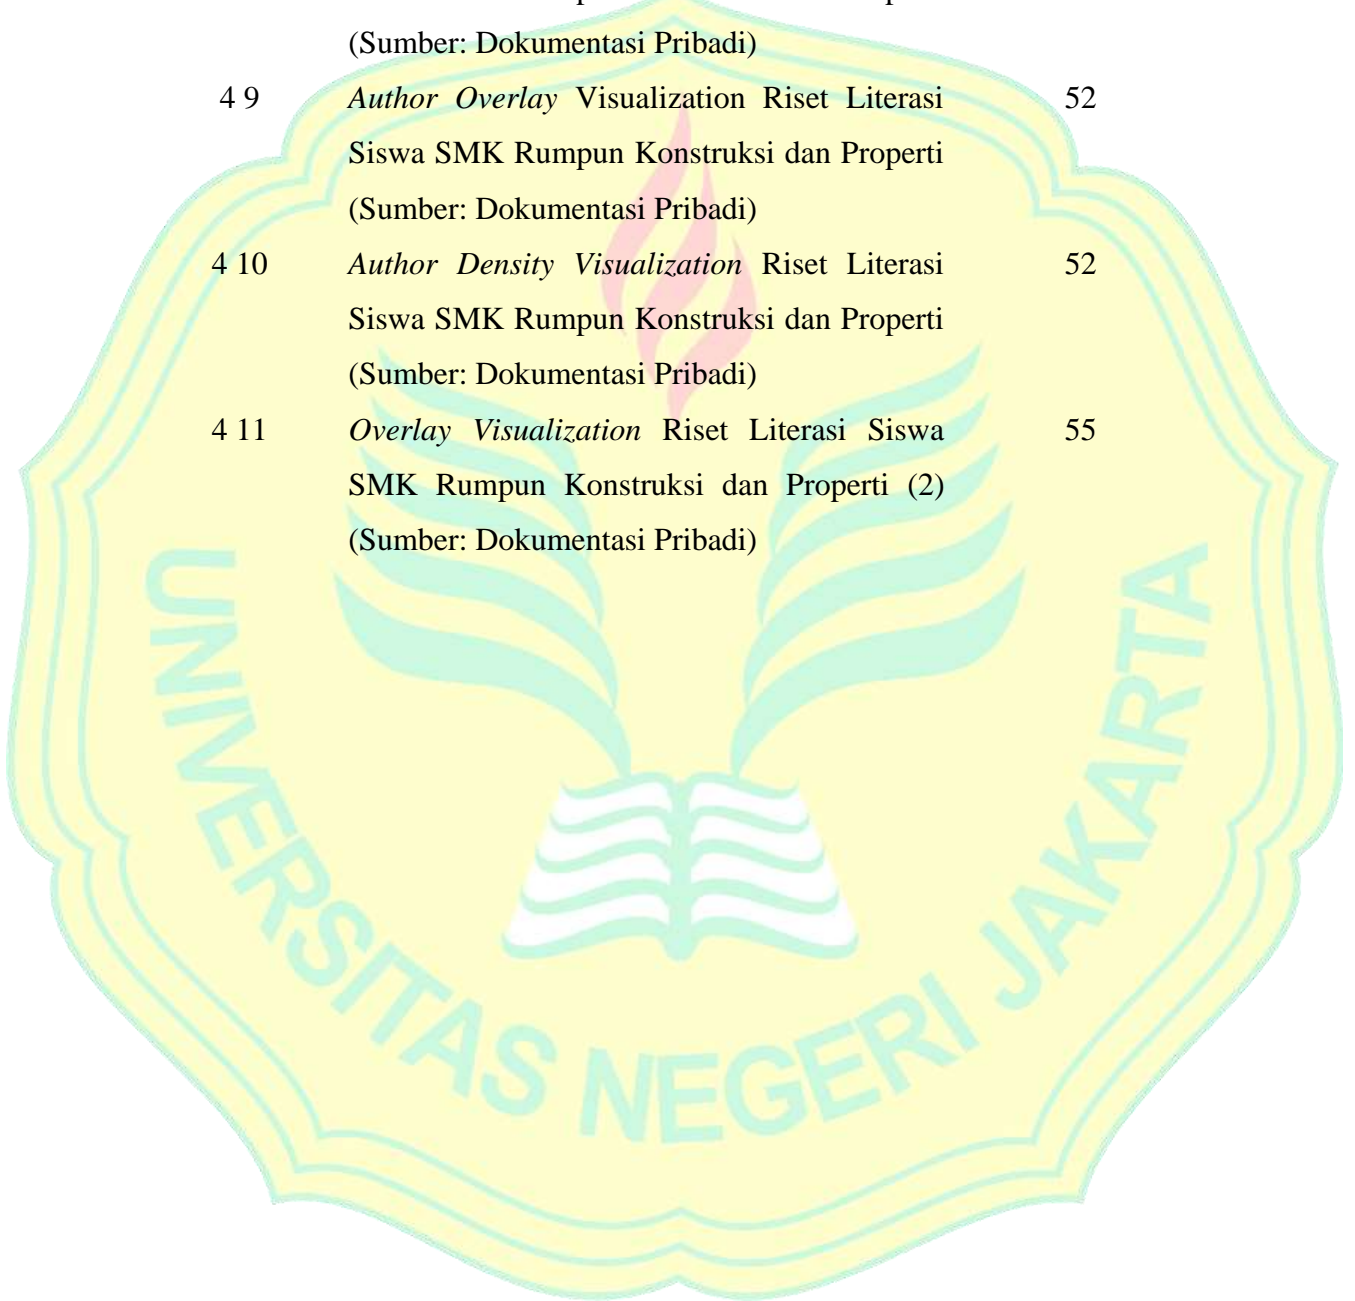 (Sumber: Dokumentasi Pribadi)
4 9 Author Overlay Visualization Riset Literasi 52
Siswa SMK Rumpun Konstruksi dan Properti
(Sumber: Dokumentasi Pribadi)
4 10 Author Density Visualization Riset Literasi 52
Siswa SMK Rumpun Konstruksi dan Properti
(Sumber: Dokumentasi Pribadi)
4 11 Overlay Visualization Riset Literasi Siswa 55
SMK Rumpun Konstruksi dan Properti (2)
(Sumber: Dokumentasi Pribadi)
UNIVERSITAS NEGERI JAKARTA